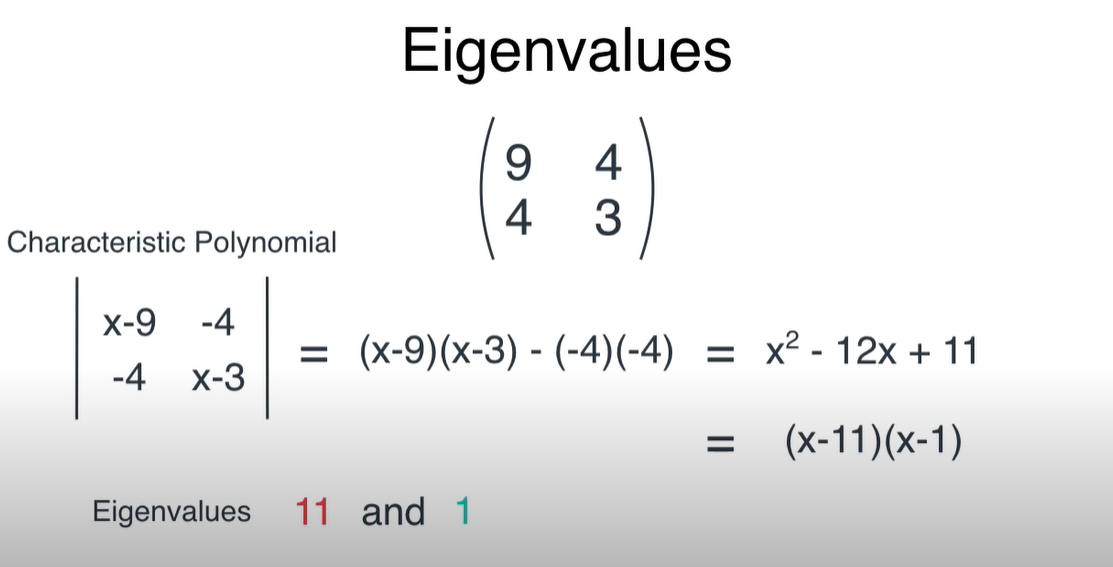 Eigenvalues
9 4
4 3
Characteristic Polynomial
x-9 -4
-4 x-3
= (x-9)(x-3) - (-4)(-4) = x² - 12x + 11
= (x-11)(x-1)
Eigenvalues 11 and 1